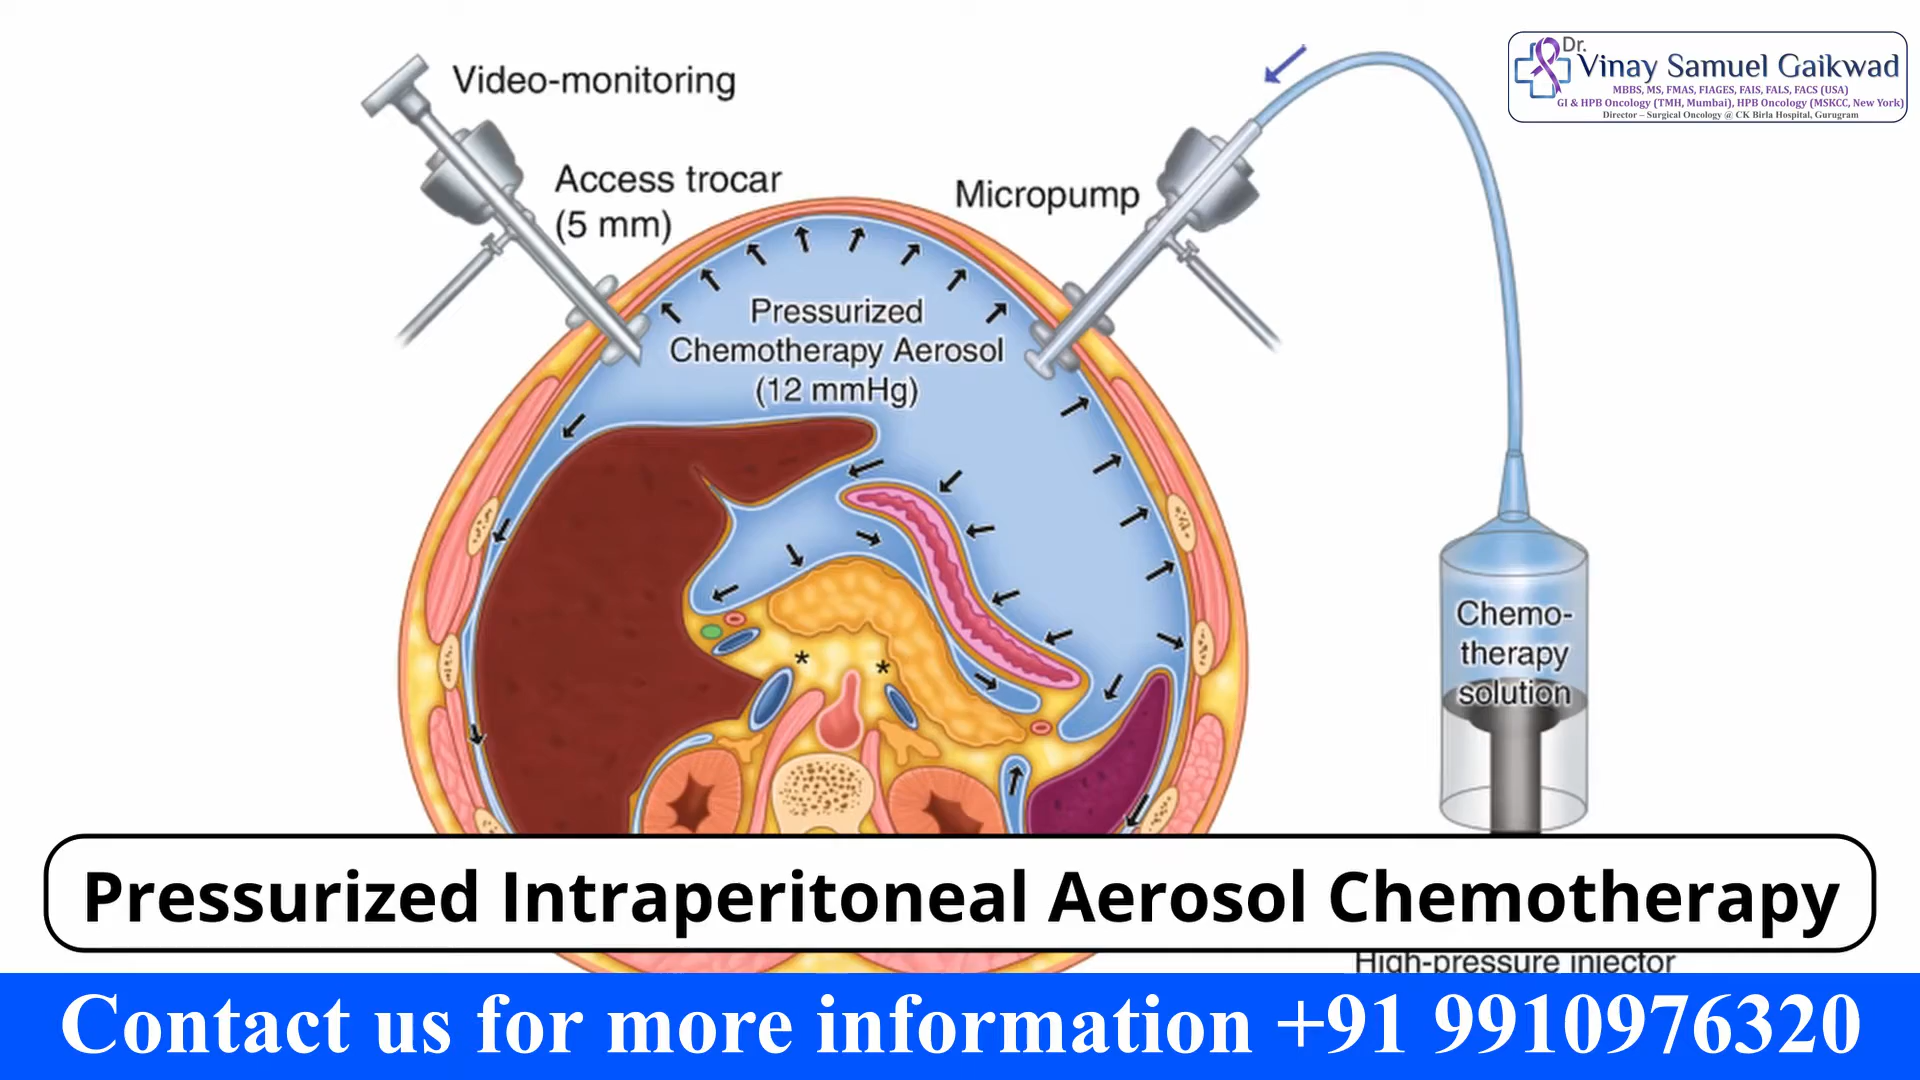 Dr.
Vinay Samuel Gaikwad
MBBS, MS, FMAS, FIAGES, FAIS, FALS, FACS (USA)
GI & HPB Oncology (TMH, Mumbai), HPB Oncology (MSKCC, New York)
Director – Surgical Oncology @ CK Birla Hospital, Gurugram
Video-monitoring
Access trocar
(5 mm)
Micropump
Pressurized
Chemotherapy Aerosol
(12 mmHg)
* *
Chemo-
therapy
solution
Pressurized Intraperitoneal Aerosol Chemotherapy
High-pressure injector
Contact us for more information +91 9910976320